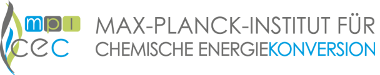 mpi
cec
MAX-PLANCK-INSTITUT FÜR
CHEMISCHE ENERGIEKONVERSION